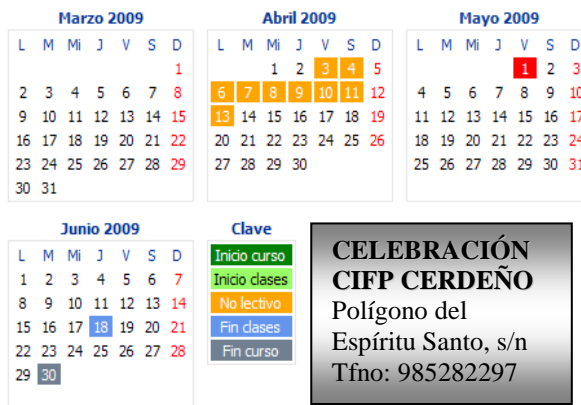 Marzo 2009
L M Mi J V S D
1
2 3 4 5 6 7 8
9 10 11 12 13 14 15
16 17 18 19 20 21 22
23 24 25 26 27 28 29
30 31
Abril 2009
L M Mi J V S D
1 2 3 4 5
6 7 8 9 10 11 12
13 14 15 16 17 18 19
20 21 22 23 24 25 26
27 28 29 30
Mayo 2009
L M Mi J V S D
1 2 3
4 5 6 7 8 9 10
11 12 13 14 15 16 17
18 19 20 21 22 23 24
25 26 27 28 29 30 31
Junio 2009
L M Mi J V S D
1 2 3 4 5 6 7
8 9 10 11 12 13 14
15 16 17 18 19 20 21
22 23 24 25 26 27 28
29 30
Clave
Inicio curso
Inicio clases
No lectivo
Fin clases
Fin curso
CELEBRACIÓN
CIFP CERDEÑO
Polígono del
Espíritu Santo, s/n
Tfno: 985282297